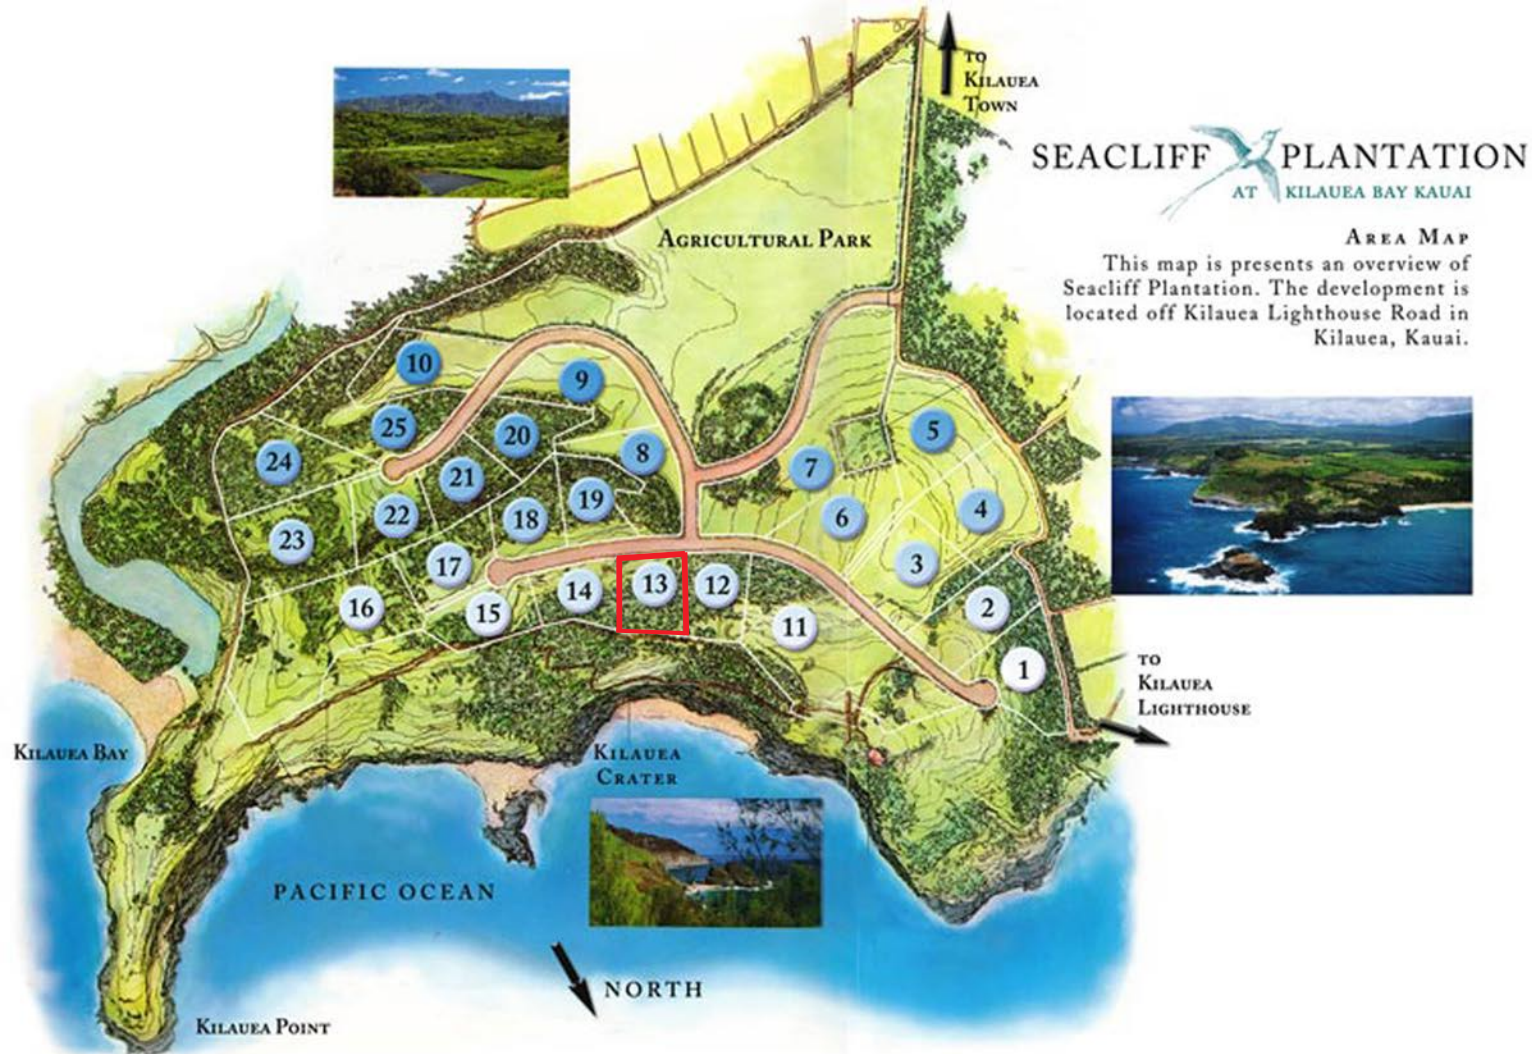 TO
KILAUEA
TOWN
SEACLIFF PLANTATION
AT KILAUEA BAY KAUAI
AREA MAP
This map is presents an overview of
Seacliff Plantation. The development is
located off Kilauea Lighthouse Road in
Kilauea, Kauai.
AGRICULTURAL PARK
10
9
25
20
8
5
24
21
7
22
18
19
6
4
23
17
3
16
15
14
13
12
11
2
1
TO
KILAUEA
LIGHTHOUSE
KILAUEA BAY
KILAUEA
CRATER
PACIFIC OCEAN
NORTH
KILAUEA POINT